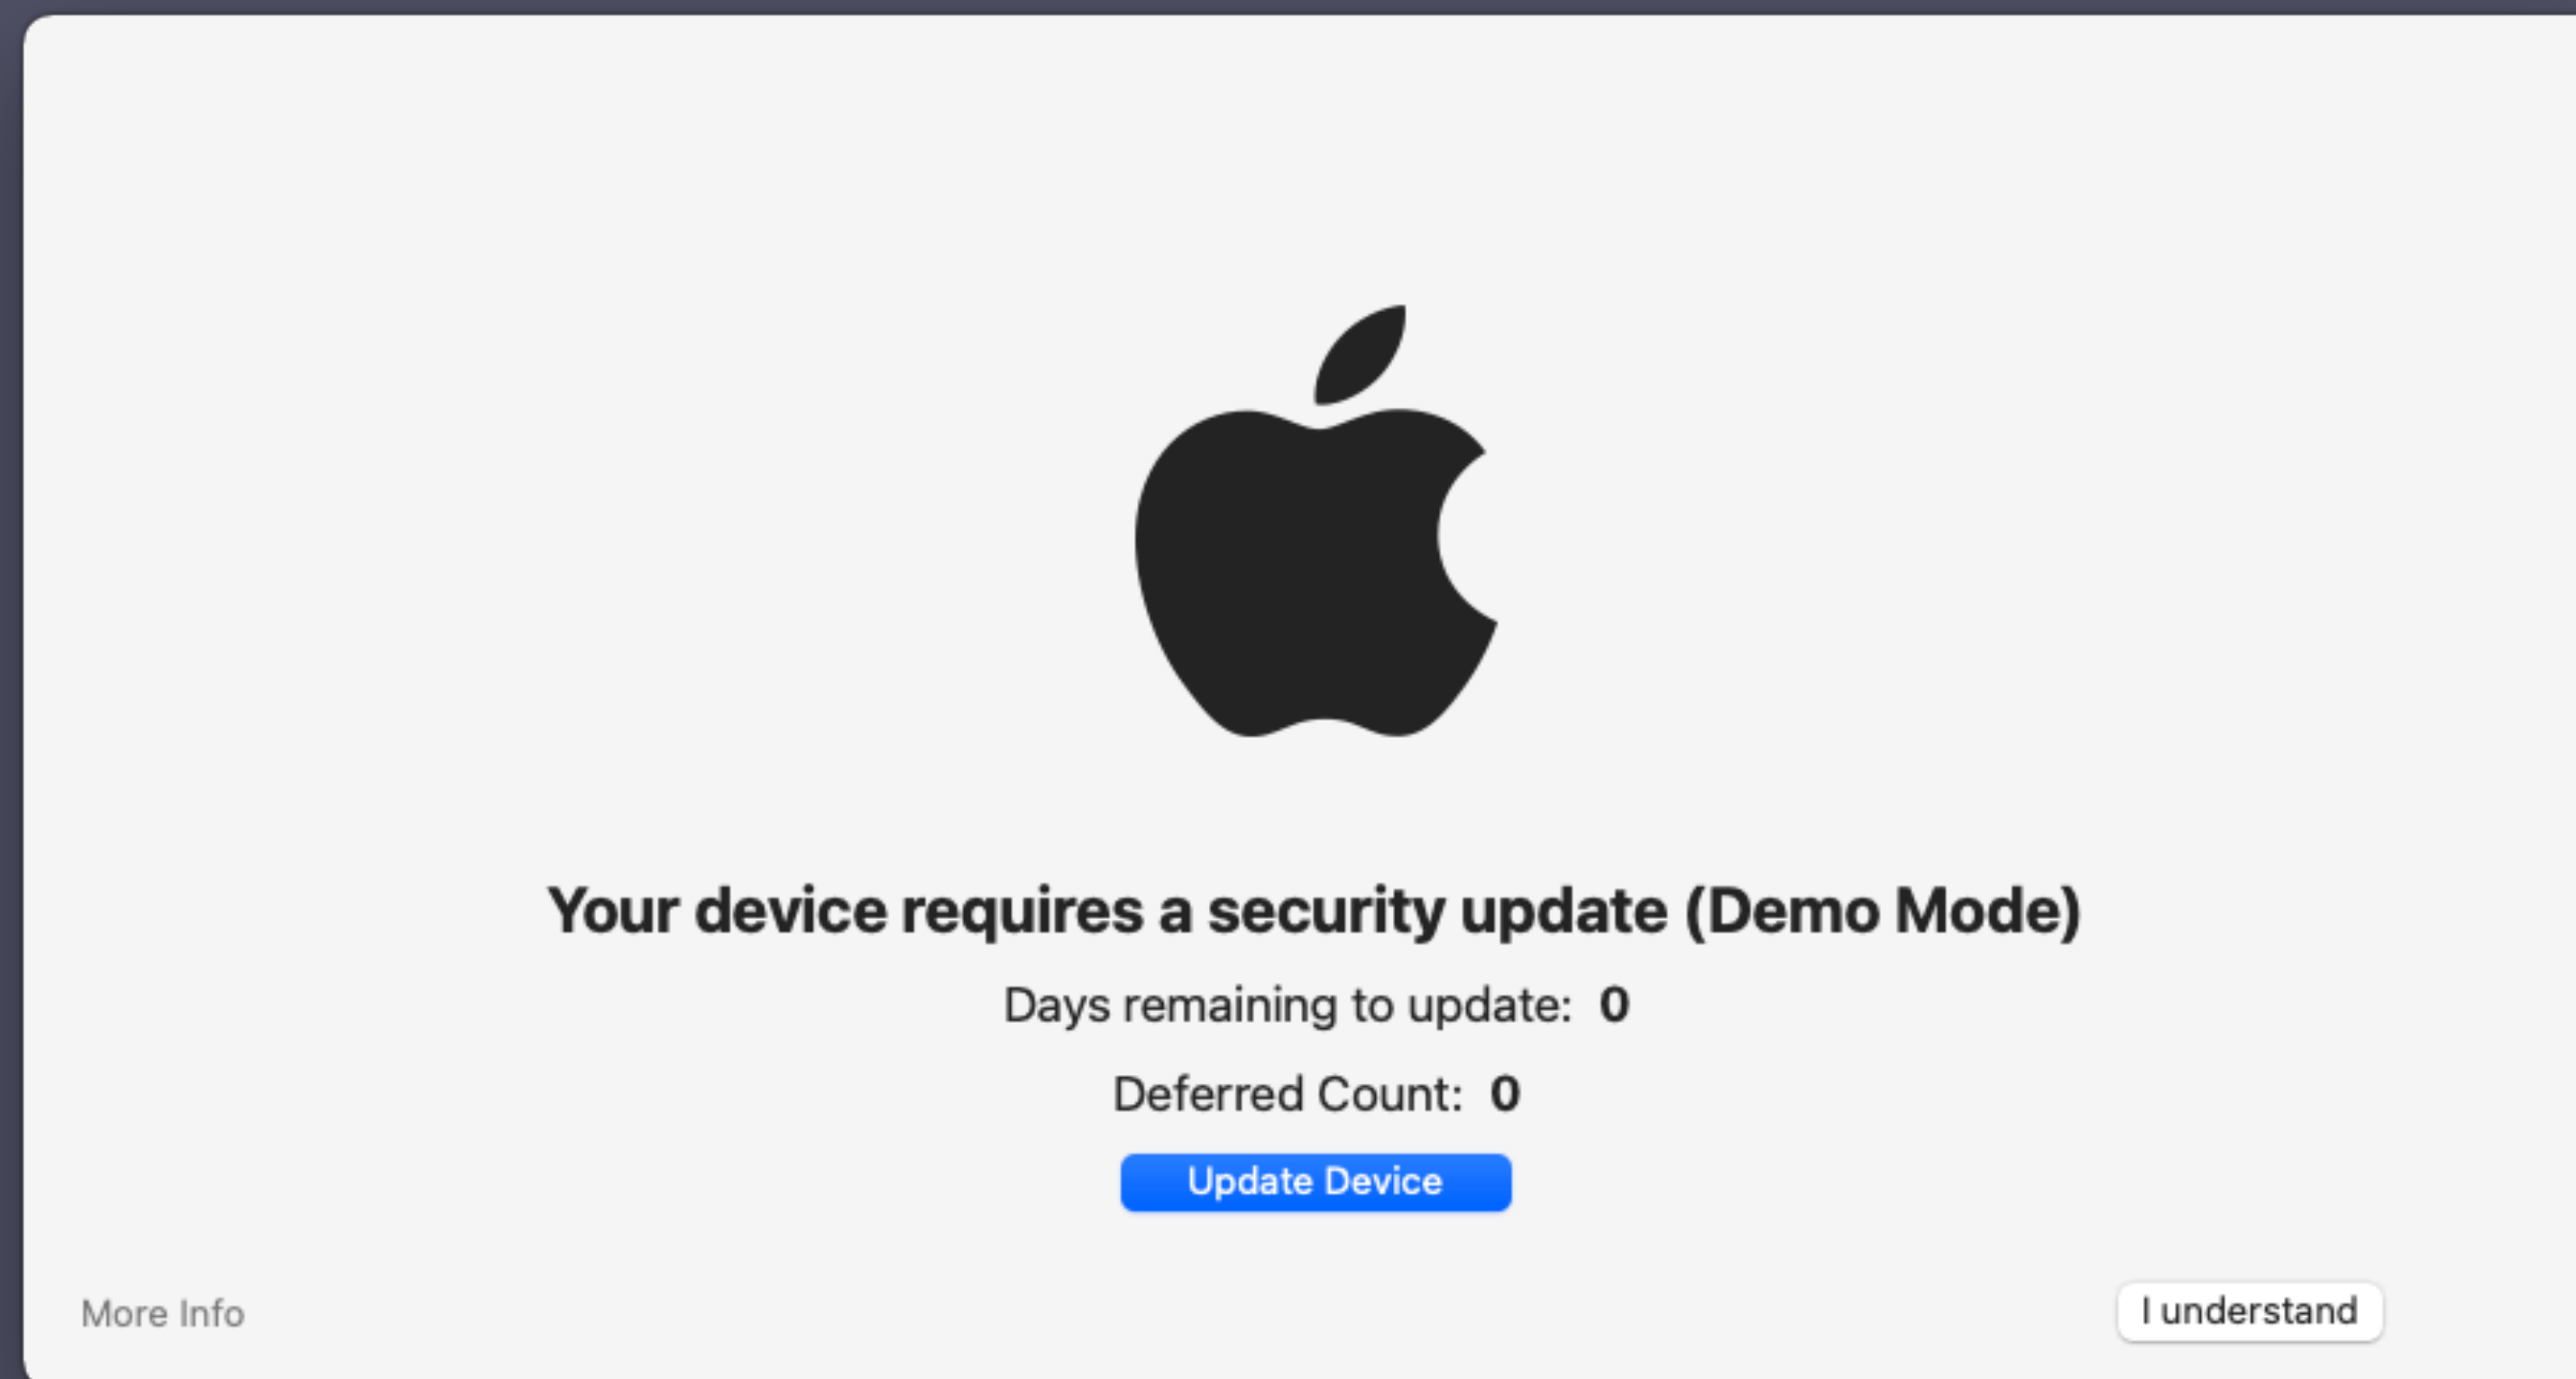 Your device requires a security update (Demo Mode)
Days remaining to update: 0
Deferred Count: 0
Update Device
More Info
I understand